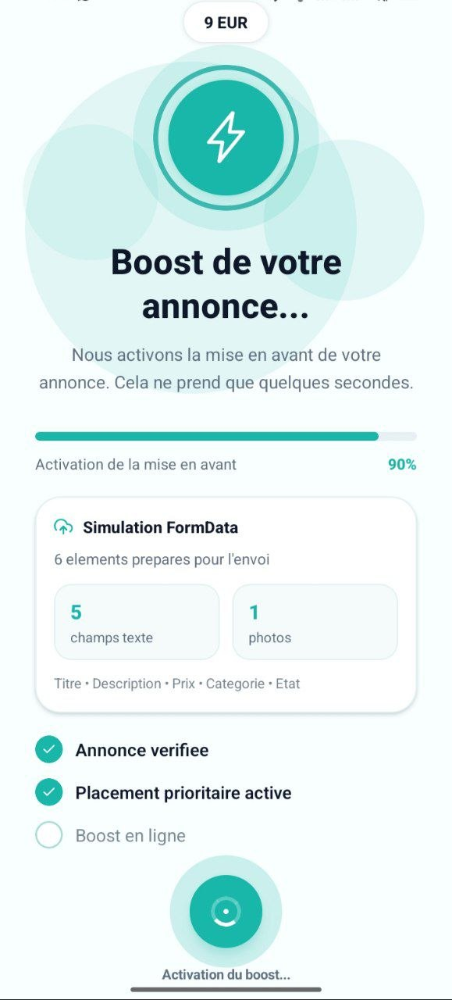 9 EUR
Boost de votre
annonce...
Nous activons la mise en avant de votre
annonce. Cela ne prend que quelques secondes.
Activation de la mise en avant
90%
Simulation FormData
6 elements prepares pour l'envoi
5
champs texte
1
photos
Titre • Description • Prix • Categorie • Etat
Annonce verifiee
Placement prioritaire active
Boost en ligne
Activation du boost...